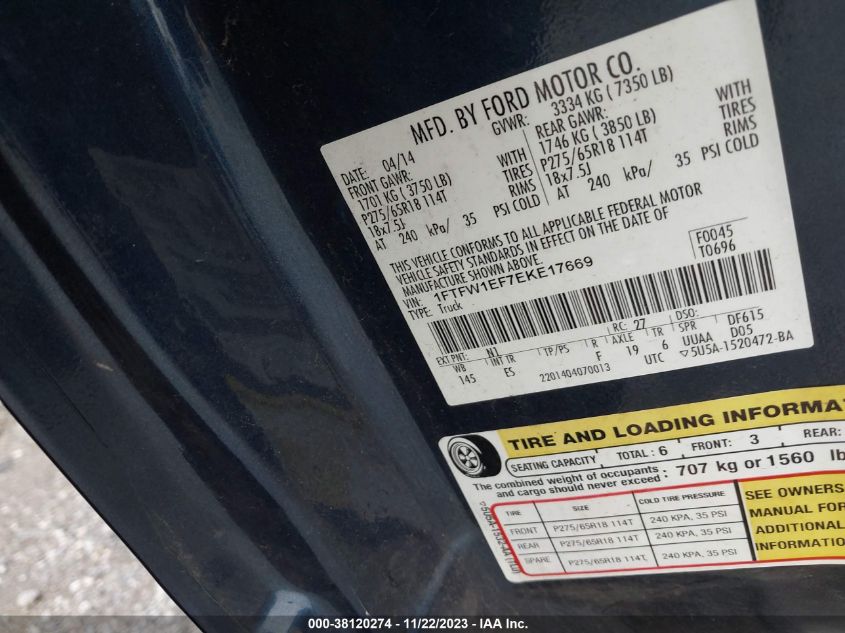 MFD. BY FORD MOTOR CO.
DATE: 04/14 GVWR: 3334 KG ( 7350 LB)
FRONT GAWR: WITH REAR GAWR: WITH
1701 KG ( 3750 LB) TIRES 1746 KG ( 3850 LB) TIRES
P275/65R18 114T RIMS P275/65R18 114T RIMS
18x7.5J 18x7.5J
AT 240 kPa/ 35 PSI COLD AT 240 kPa/ 35 PSI COLD
THIS VEHICLE CONFORMS TO ALL APPLICABLE FEDERAL MOTOR
VEHICLE SAFETY STANDARDS IN EFFECT ON THE DATE OF
MANUFACTURE SHOWN ABOVE.
VIN: 1FTFW1EF7EKE17669 F0045
TYPE: Truck T0696
EXT PNT: N1 RC: 27 DSO:
WB INT TR TP/PS R AXLE TR SPR DF615
145 ES F 19 6 UUAA D05
2201404070013 UTC ▽5U5A-1520472-BA
TIRE AND LOADING INFORMA
SEATING CAPACITY TOTAL : 6 FRONT: 3 REAR:
The combined weight of occupants and cargo should never exceed : 707 kg or 1560 lb
TIRE SIZE COLD TIRE PRESSURE
FRONT P275/65R18 114T 240 KPA, 35 PSI
REAR P275/65R18 114T 240 KPA, 35 PSI
SPARE P275/65R18 114T, 240 KPA, 35 PSI
SEE OWNERS
MANUAL FOR
ADDITIONAL
INFORMATION
000-38120274 - 11/22/2023 - IAA Inc.